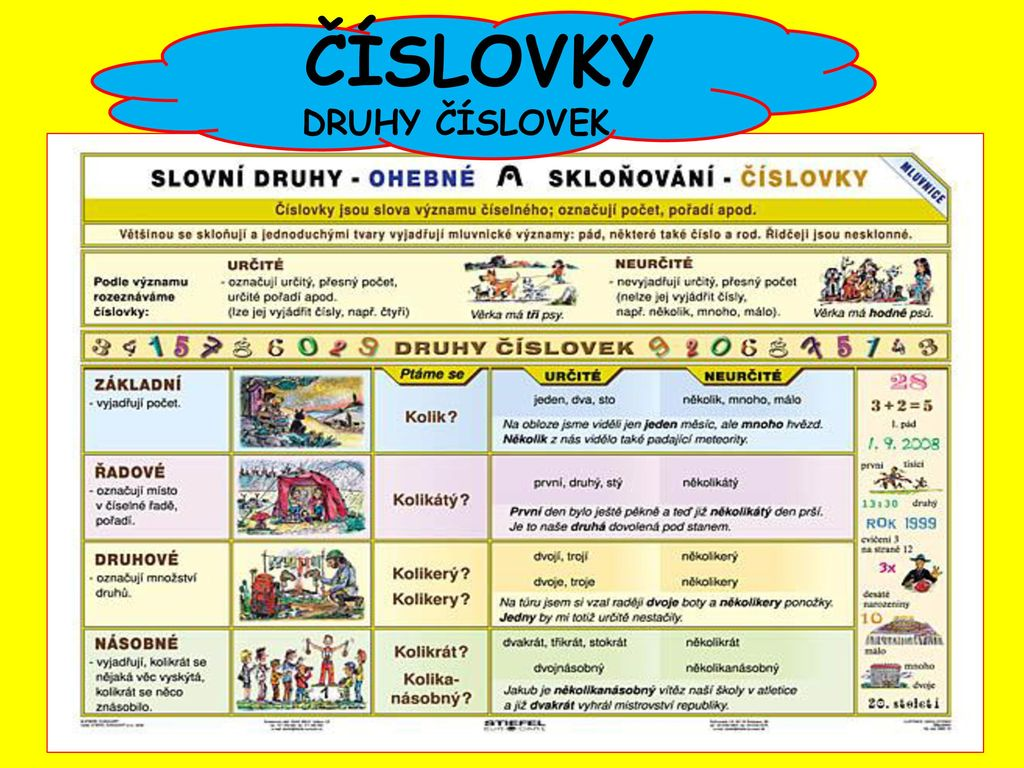 ČÍSLOVKY
DRUHY ČÍSLOVEK
SLOVNÍ DRUHY - OHEBNÉ A SKLOŇOVÁNÍ - ČÍSLOVKY
MLUVNICE
Číslovky jsou slova významu číselného; označují počet, pořadí apod.
Většinou se skloňují a jednoduchými tvary vyjadřují mluvnické významy: pád, některé také číslo a rod. Řidčeji jsou nesklonné.
Podle významu
rozeznáváme
číslovky:
URČITÉ
- označují určitý, přesný počet,
určité pořadí apod.
(lze jej vyjádřit čísly, např. čtyři)
Věrka má tři psy.
NEURČITÉ
- nevyjadřují určitý, přesný počet
(nelze jej vyjádřit čísly,
např. několik, mnoho, málo).
Věrka má hodně psů.
DRUHY ČÍSLOVEK
Ptáme se
URČITÉ
NEURČITÉ
ZÁKLADNÍ
- vyjadřují počet.
Kolik?
jeden, dva, sto
několik, mnoho, málo
Na obloze jsme viděli jen jeden měsíc, ale mnoho hvězd.
Několik z nás vidělo také padající meteority.
ŘADOVÉ
- označují místo
v číselné řadě,
pořadí.
Kolikátý?
první, druhý, stý
několikátý
První den bylo ještě pěkně a teď již několikátý den prší.
Je to naše druhá dovolená pod stanem.
DRUHOVÉ
- označují množství
druhů.
Kolikerý?
Kolikery?
dvojí, trojí
několikerý
dvoje, troje
několikery
Na túru jsem si vzal raději dvoje boty a několikery ponožky.
Jedny by mi totiž určitě nestačily.
NÁSOBNÉ
- vyjadřují, kolikrát se
nějaká věc vyskýtá,
kolikrát se něco
znásobilo.
Kolikrát?
Kolika-
násobný?
dvakrát, třikrát, stokrát
několikrát
dvojnásobný
několikanásobný
Jakub je několikanásobný vítěz naší školy v atletice
a již dvakrát vyhrál mistrovství republiky.
28
3+2=5
1. pád
1. 9. 2008
první
tisíci
13:30
druhý
ROK 1999
cvičení 3
na straně 12
3x
desáté
narozeniny
10
málo
mnoho
dvoje
20. století
STIEFEL
EUROCART